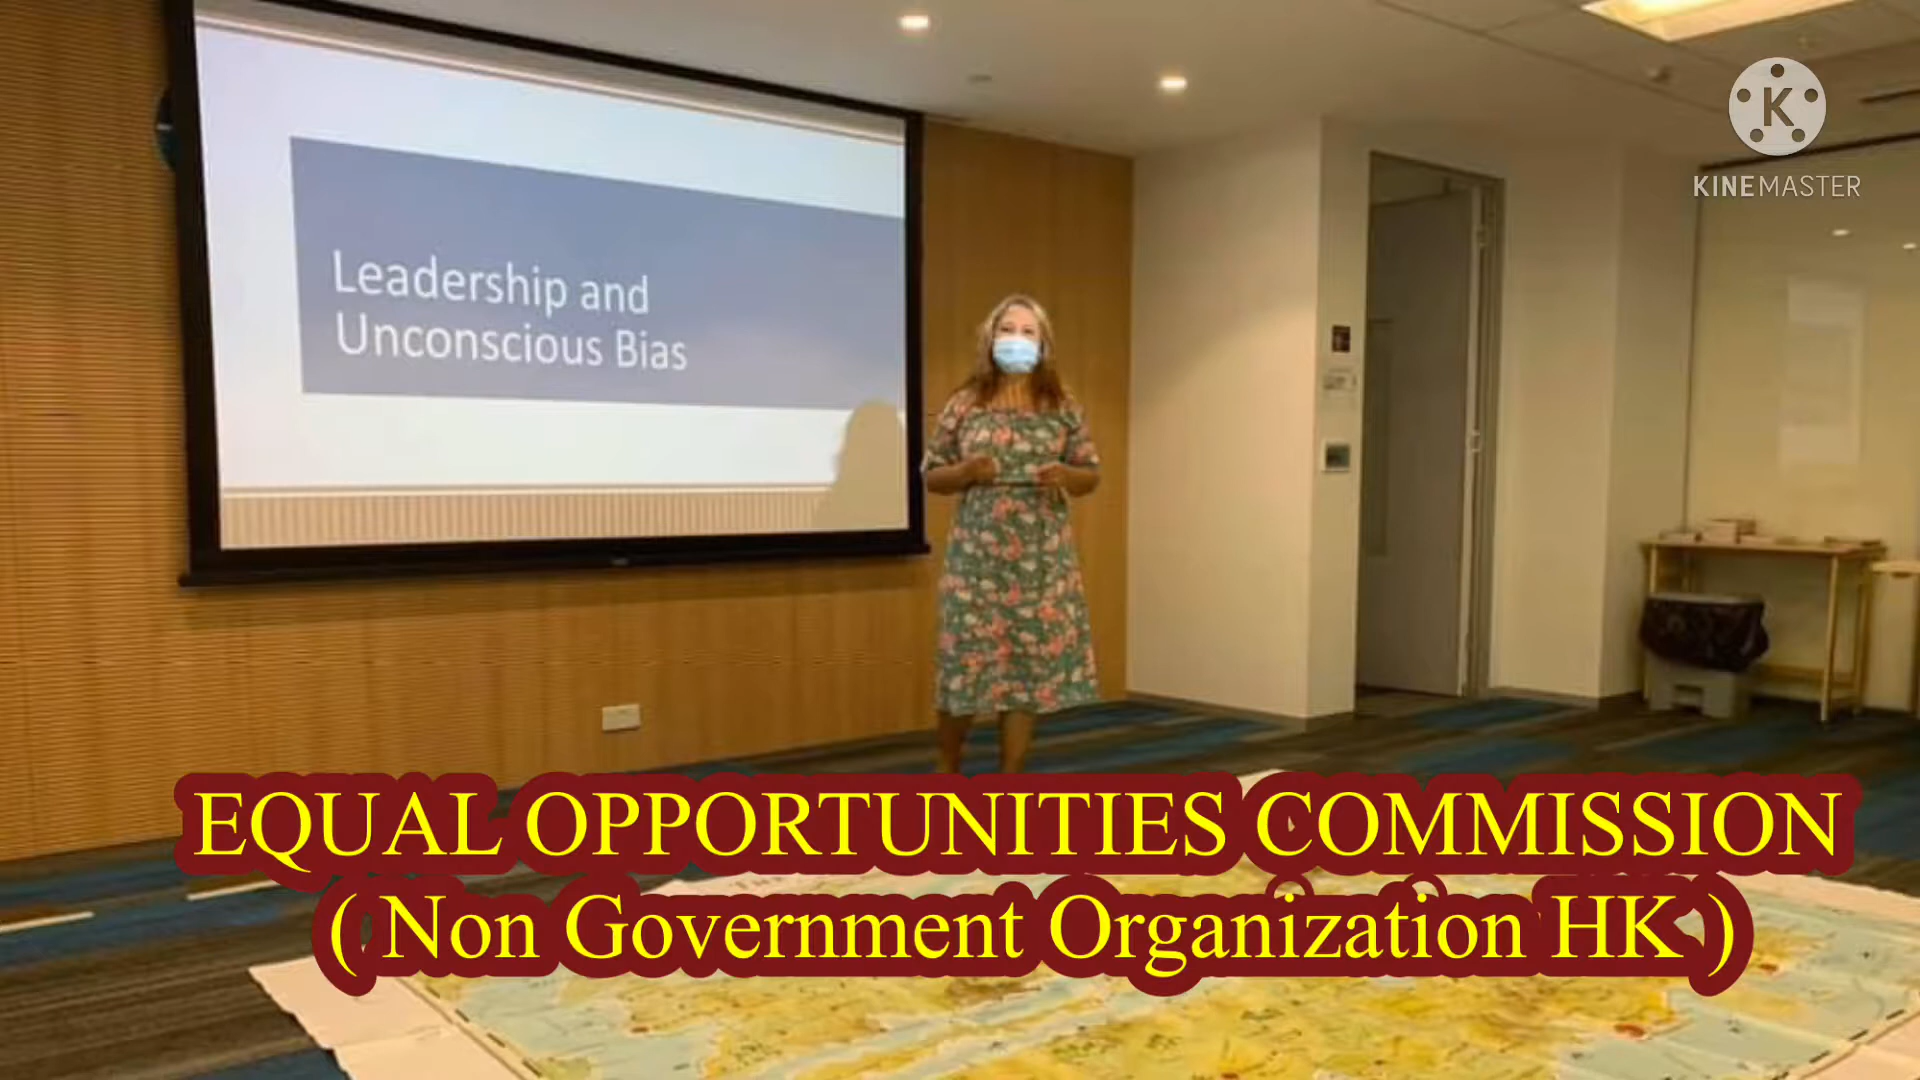 Leadership and
Unconscious Bias
K
KINEMASTER
EQUAL OPPORTUNITIES COMMISSION
( Non Government Organization HK )